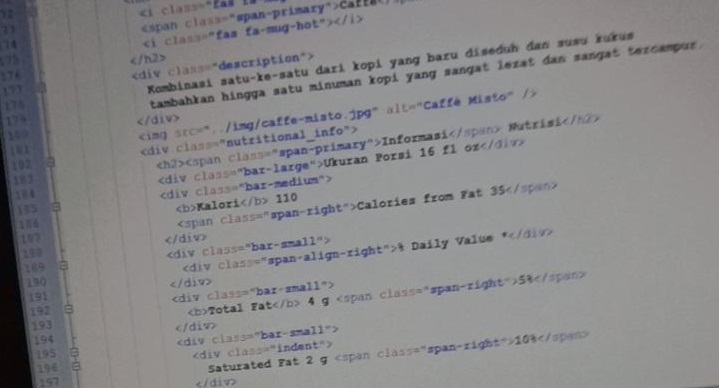 <i class="fas fa-mug
<span class="span-primary">Caffe</span>
<i class="fas fa-mug-hot"></i>
</h2>
<div class="description">
Kombinasi satu-ke-satu dari kopi yang baru diseduh dan susu kukus
tambahkan hingga satu minuman kopi yang sangat lezat dan sangat tercampur.
</div>
<img src="../img/caffe-misto.jpg" alt="Caffè Misto" />
<div class="nutritional_info">
<h2><span class="span-primary">Informasi</span> Nutrisi</h2>
<div class="bar-large">Ukuran Porsi 16 fl oz</div>
<div class="bar-medium">
<b>Kalori</b> 110
<span class="span-right">Calories from Fat 35</span>
</div>
<div class="bar-small">
<div class="span-align-right">% Daily Value *</div>
</div>
<div class="bar-small">
<b>Total Fat</b> 4 g <span class="span-right">5%</span>
</div>
<div class="bar-small">
<div class="indent">
Saturated Fat 2 g <span class="span-right">10%</span>
</div>